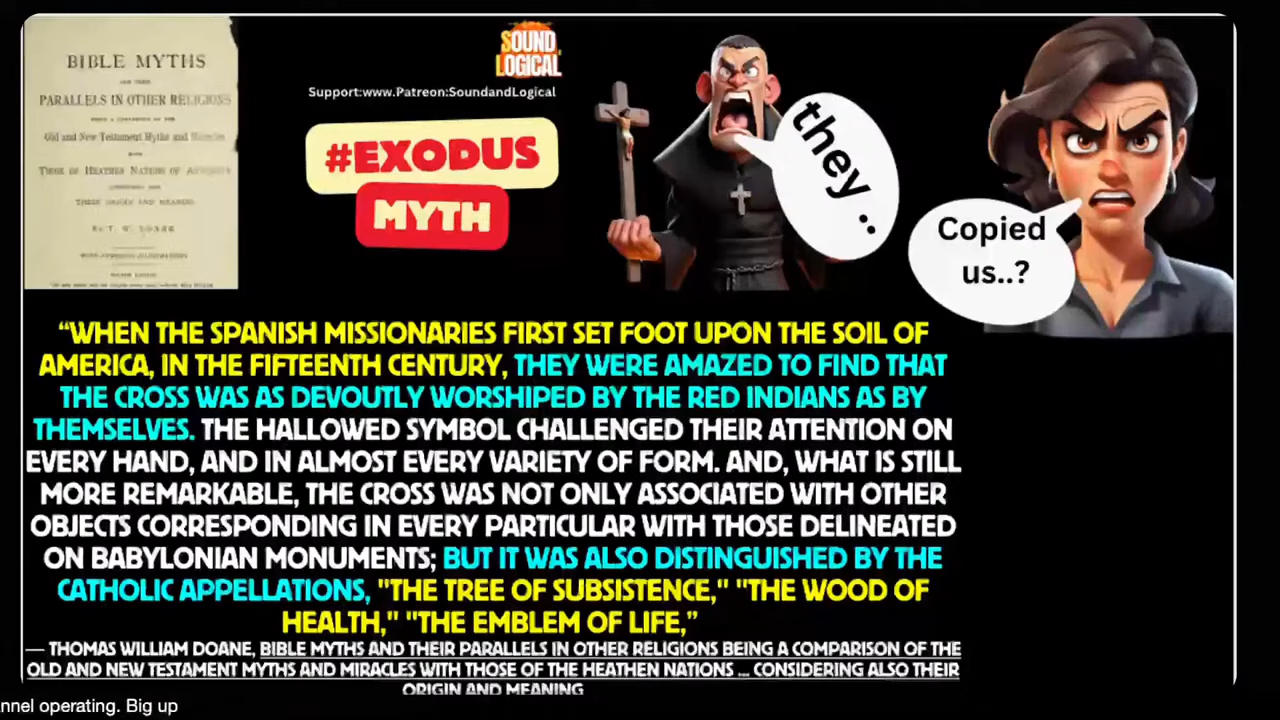 BIBLE MYTHS
PARALLELS IN OTHER RELIGIONS
Old and New Testament Myths and Miracles
THEIR ORIGIN AND MEANING
SOUND
LOGICAL
Support:www.Patreon:SoundandLogical
#EXODUS
MYTH
they ..
Copied
us..?
“WHEN THE SPANISH MISSIONARIES FIRST SET FOOT UPON THE SOIL OF
AMERICA, IN THE FIFTEENTH CENTURY, THEY WERE AMAZED TO FIND THAT
THE CROSS WAS AS DEVOUTLY WORSHIPED BY THE RED INDIANS AS BY
THEMSELVES. THE HALLOWED SYMBOL CHALLENGED THEIR ATTENTION ON
EVERY HAND, AND IN ALMOST EVERY VARIETY OF FORM. AND, WHAT IS STILL
MORE REMARKABLE, THE CROSS WAS NOT ONLY ASSOCIATED WITH OTHER
OBJECTS CORRESPONDING IN EVERY PARTICULAR WITH THOSE DELINEATED
ON BABYLONIAN MONUMENTS; BUT IT WAS ALSO DISTINGUISHED BY THE
CATHOLIC APPELLATIONS, "THE TREE OF SUBSISTENCE," "THE WOOD OF
HEALTH," "THE EMBLEM OF LIFE,”
— THOMAS WILLIAM DOANE, BIBLE MYTHS AND THEIR PARALLELS IN OTHER RELIGIONS BEING A COMPARISON OF THE
OLD AND NEW TESTAMENT MYTHS AND MIRACLES WITH THOSE OF THE HEATHEN NATIONS ... CONSIDERING ALSO THEIR
ORIGIN AND MEANING
nnel operating. Big up